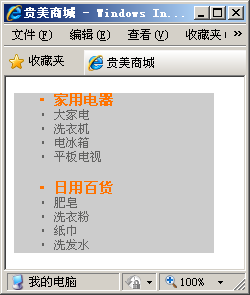 贵美商城 - Windows In...
文件(F) 编辑(E) 查看(V) 收藏夹(
收藏夹 贵美商城
家用电器
大家电
洗衣机
电冰箱
平板电视
日用百货
肥皂
洗衣粉
纸巾
洗发水
我的电脑 100%